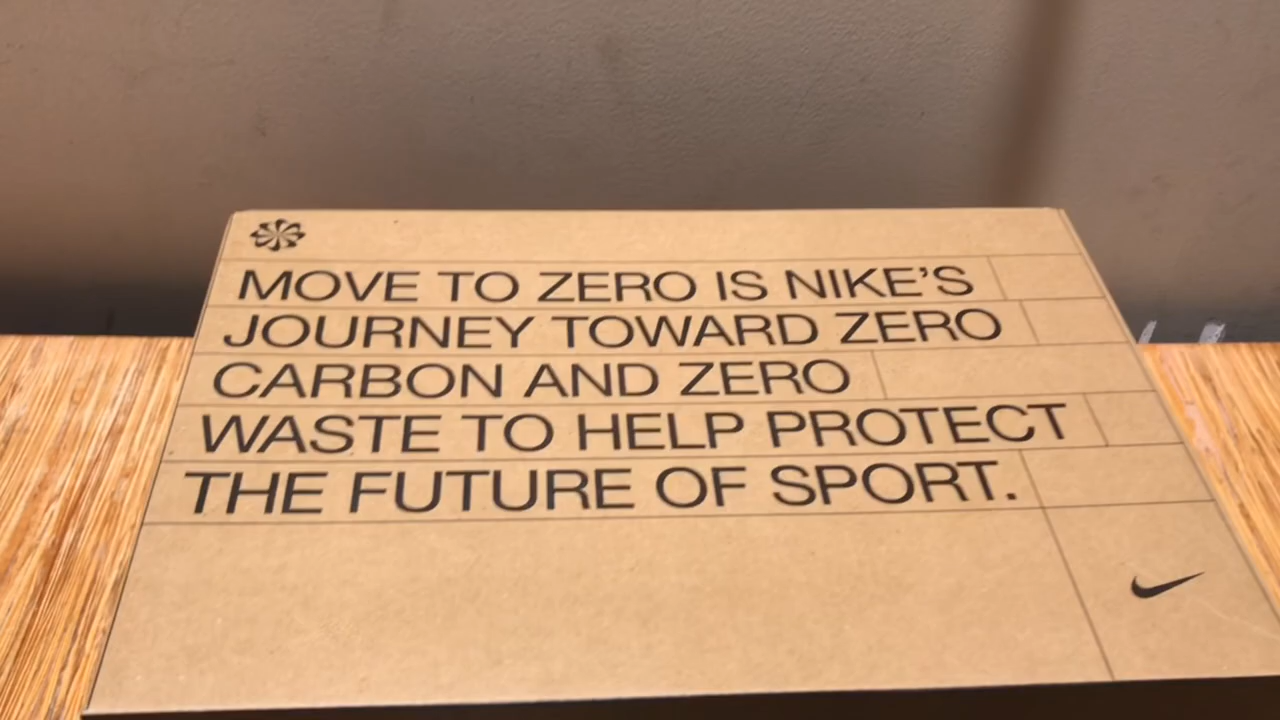 MOVE TO ZERO IS NIKE’S
JOURNEY TOWARD ZERO
CARBON AND ZERO
WASTE TO HELP PROTECT
THE FUTURE OF SPORT.